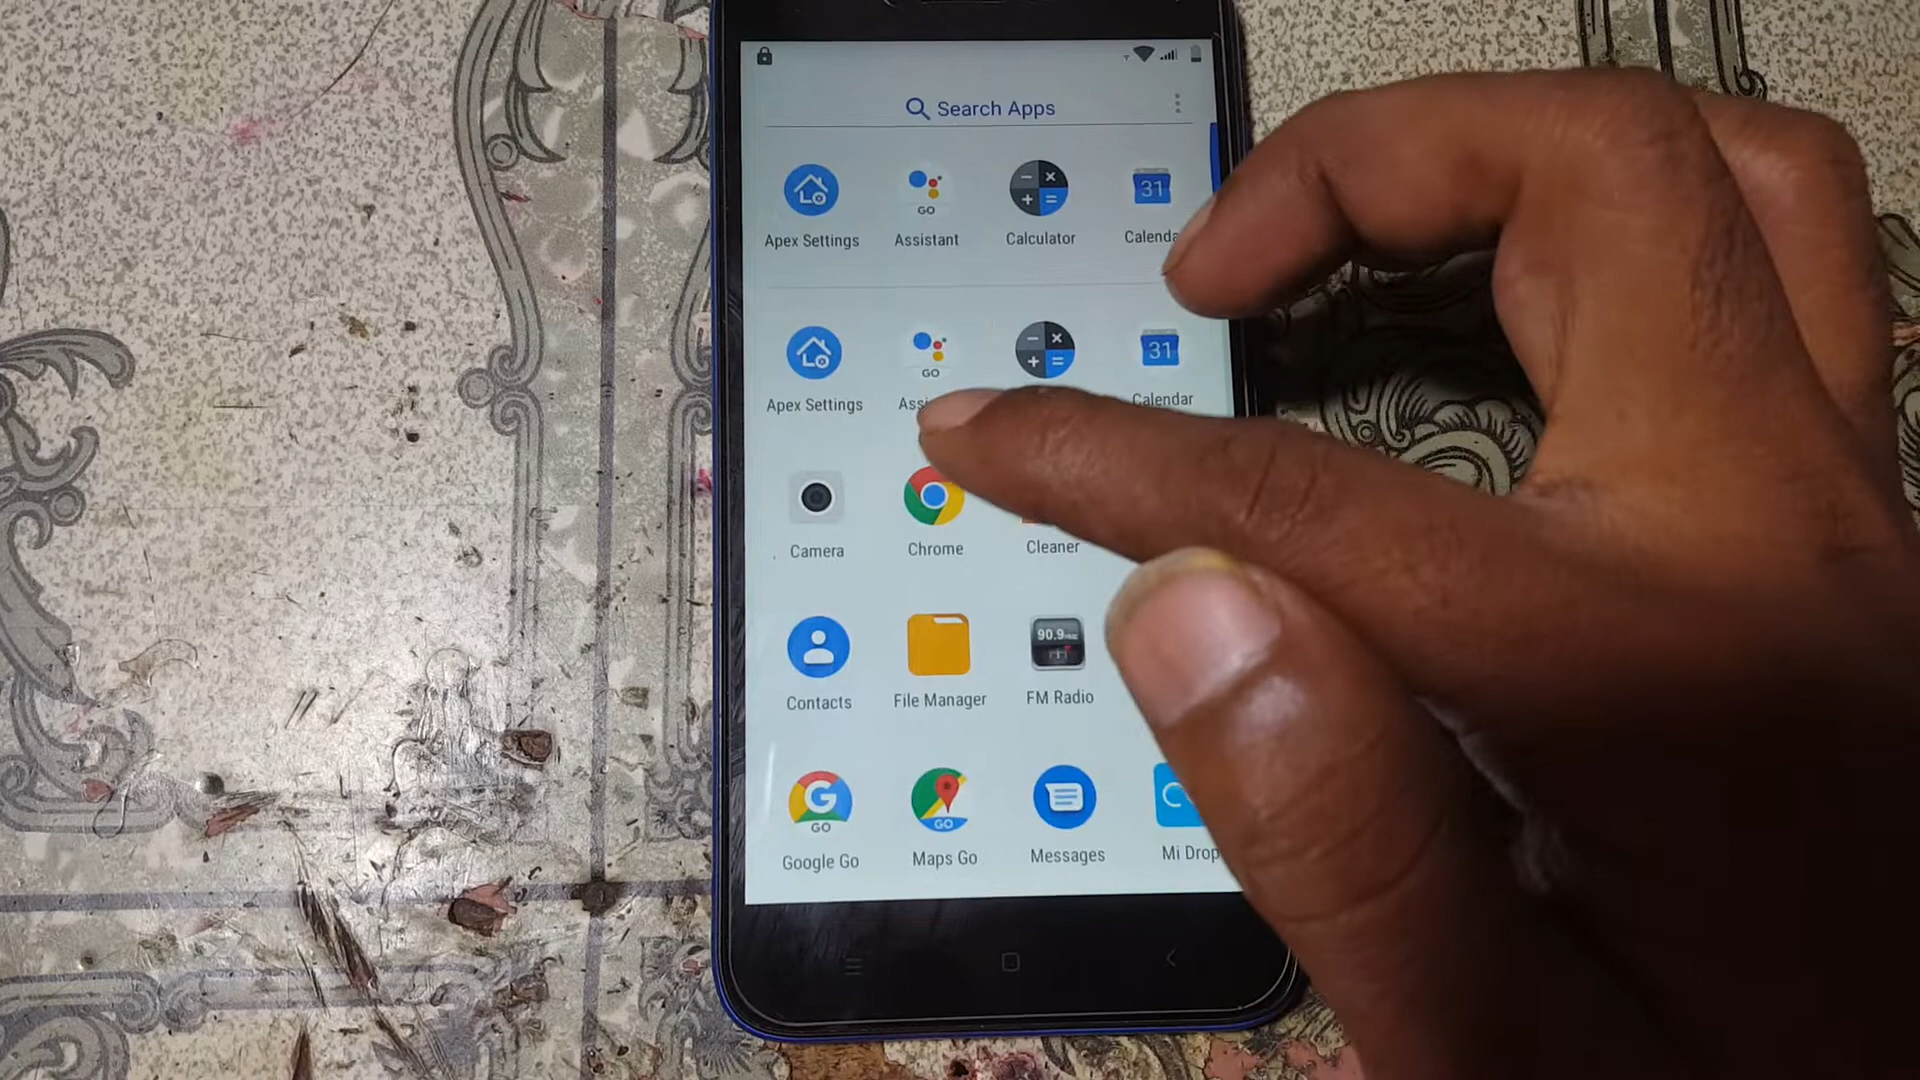 Search Apps
31
GO
Apex Settings Assistant Calculator Calenda
31
GO
Apex Settings Ass Calendar
Camera Chrome Cleaner
90.9
Contacts File Manager FM Radio
G
GO GO
Google Go Maps Go Messages Mi Drop